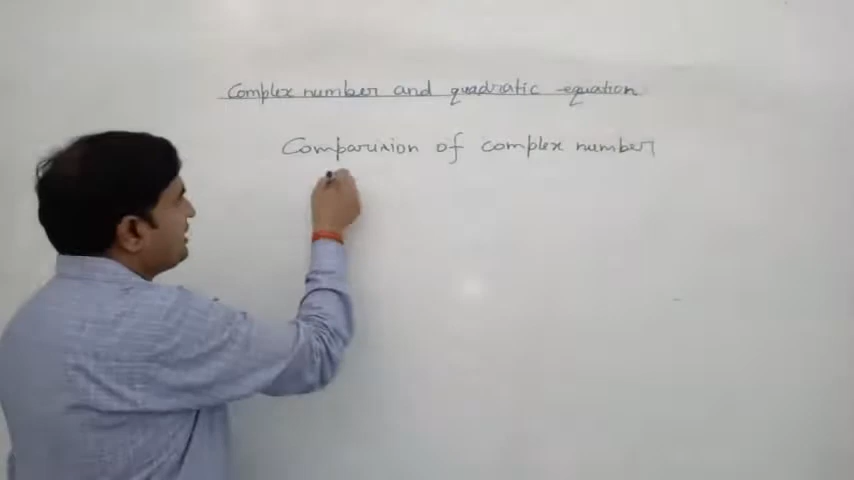 Complex number and quadratic equation
Comparision of complex number